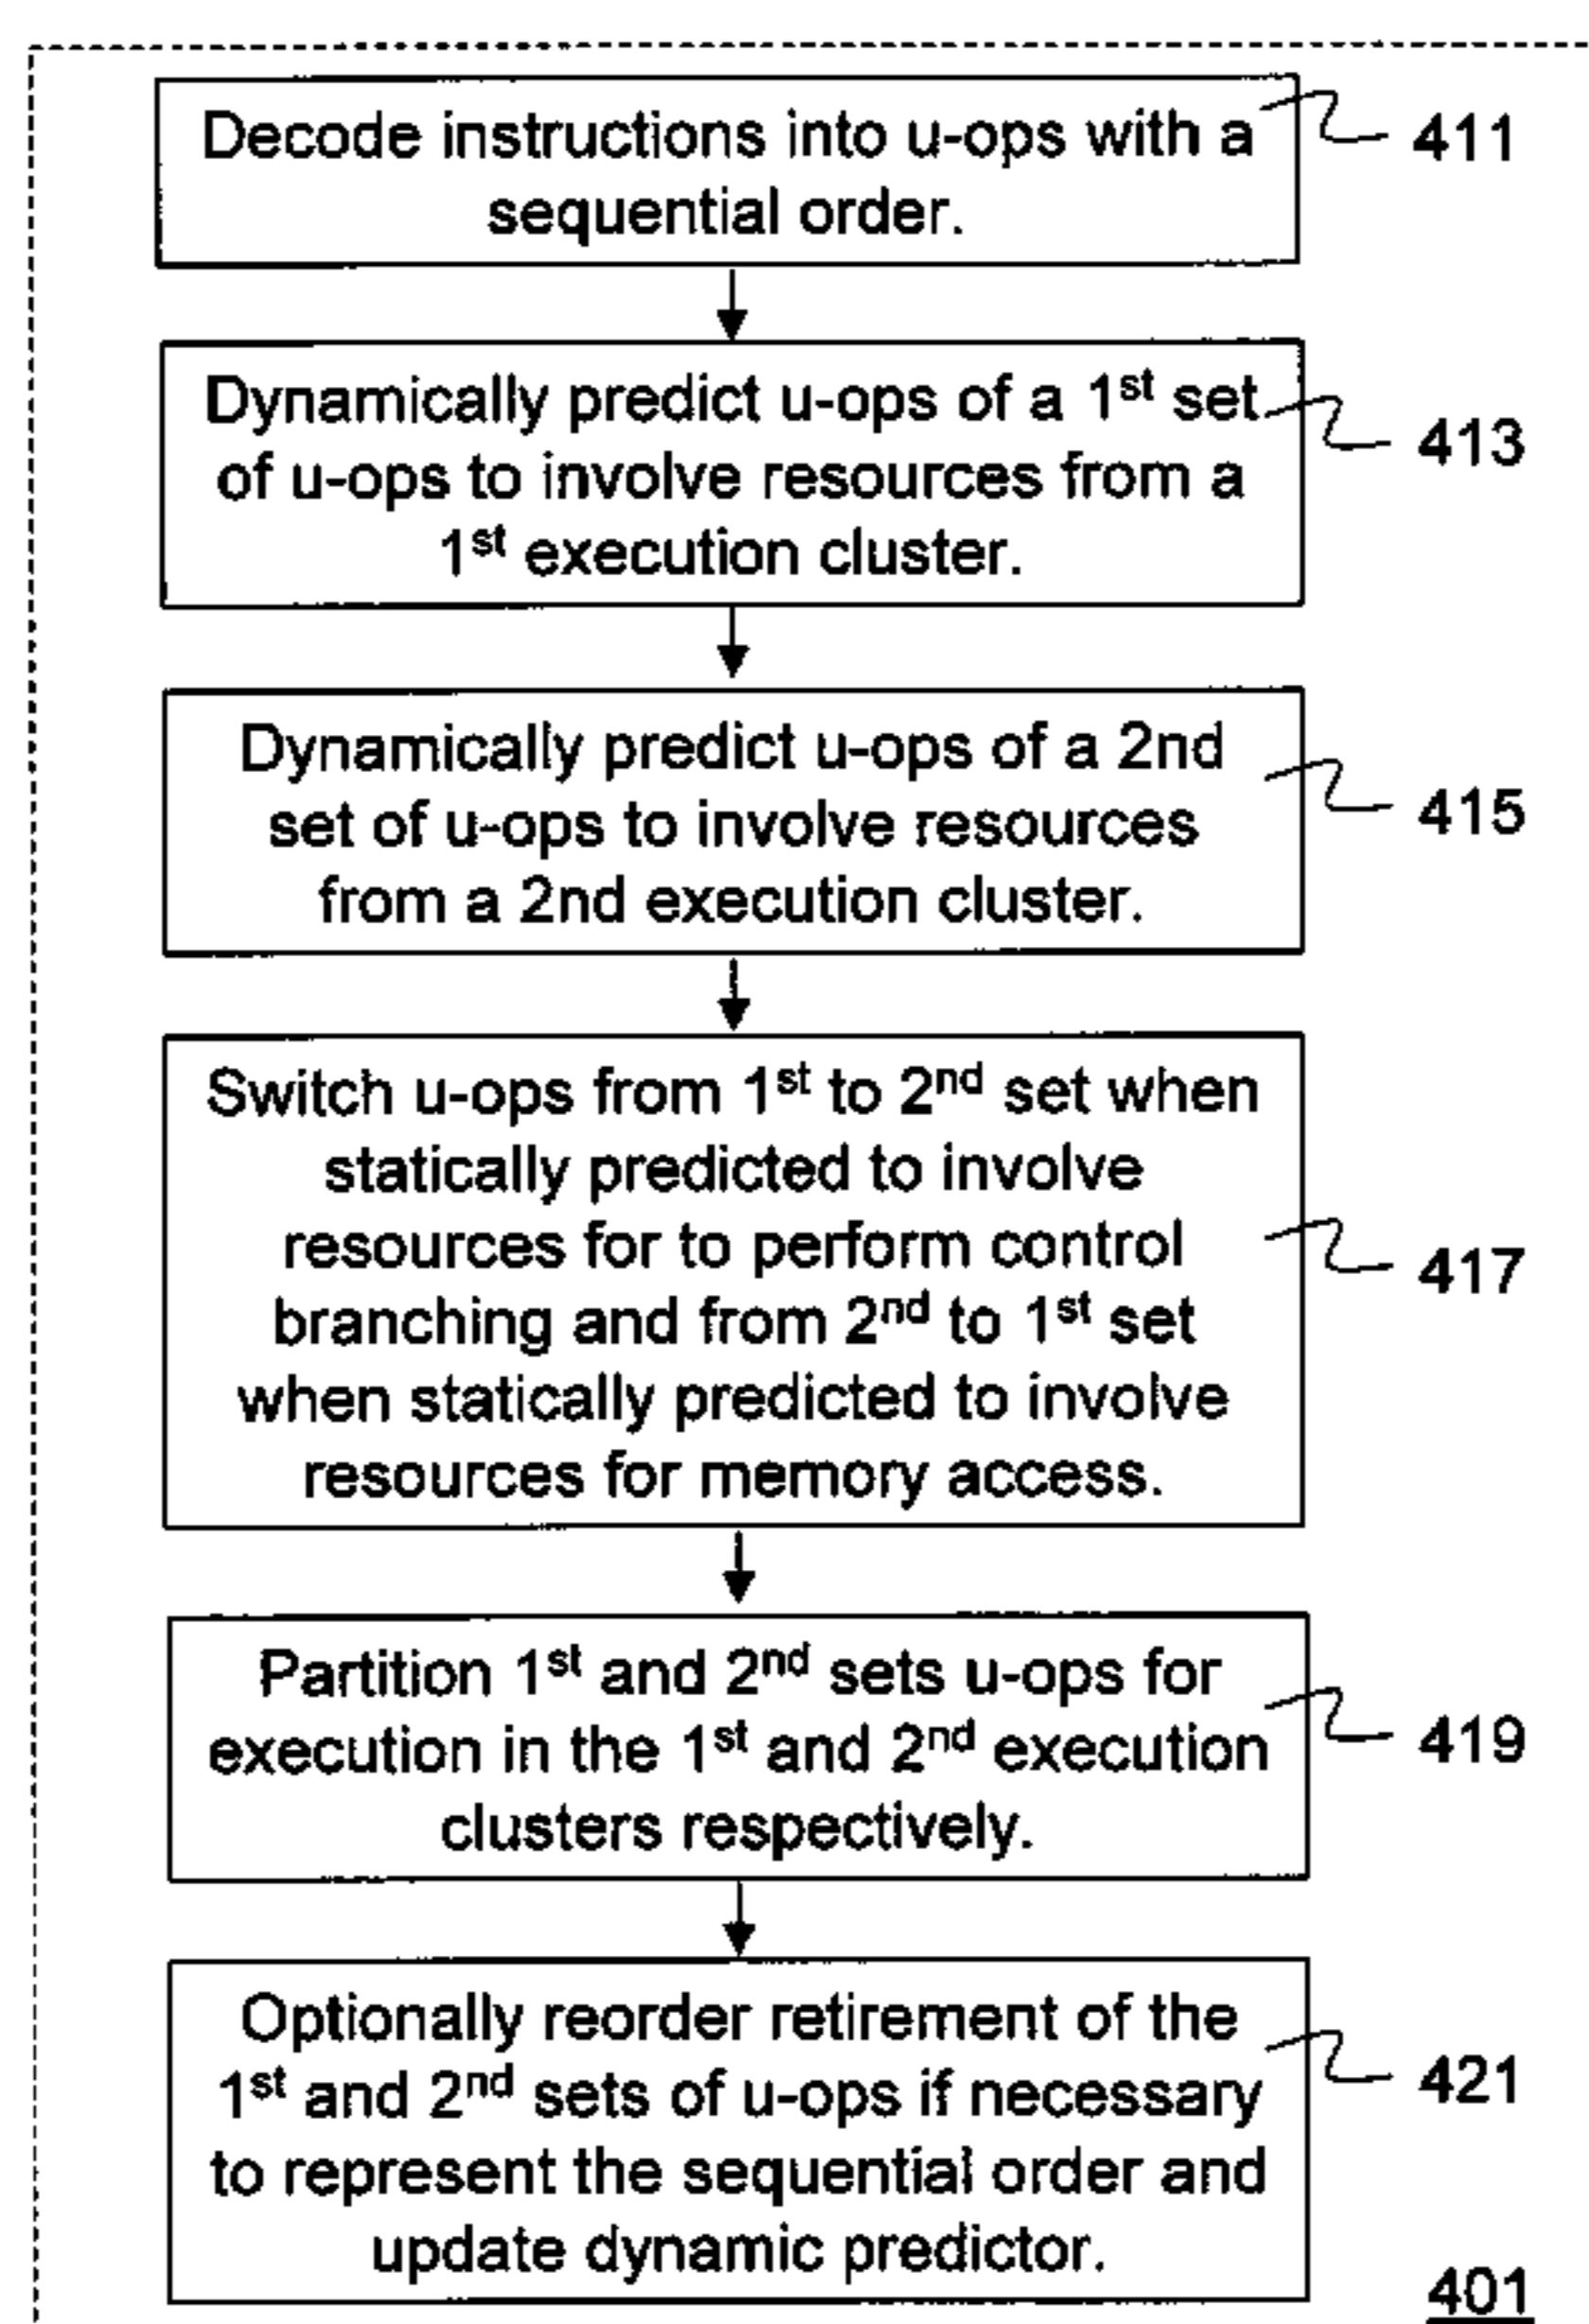 Decode instructions into u-ops with a
sequential order.
411
Dynamically predict u-ops of a 1st set
of u-ops to involve resources from a
1st execution cluster.
413
Dynamically predict u-ops of a 2nd
set of u-ops to involve resources
from a 2nd execution cluster.
415
Switch u-ops from 1st to 2nd set when
statically predicted to involve
resources for to perform control
branching and from 2nd to 1st set
when statically predicted to involve
resources for memory access.
417
Partition 1st and 2nd sets u-ops for
execution in the 1st and 2nd execution
clusters respectively.
419
Optionally reorder retirement of the
1st and 2nd sets of u-ops if necessary
to represent the sequential order and
update dynamic predictor.
421
401